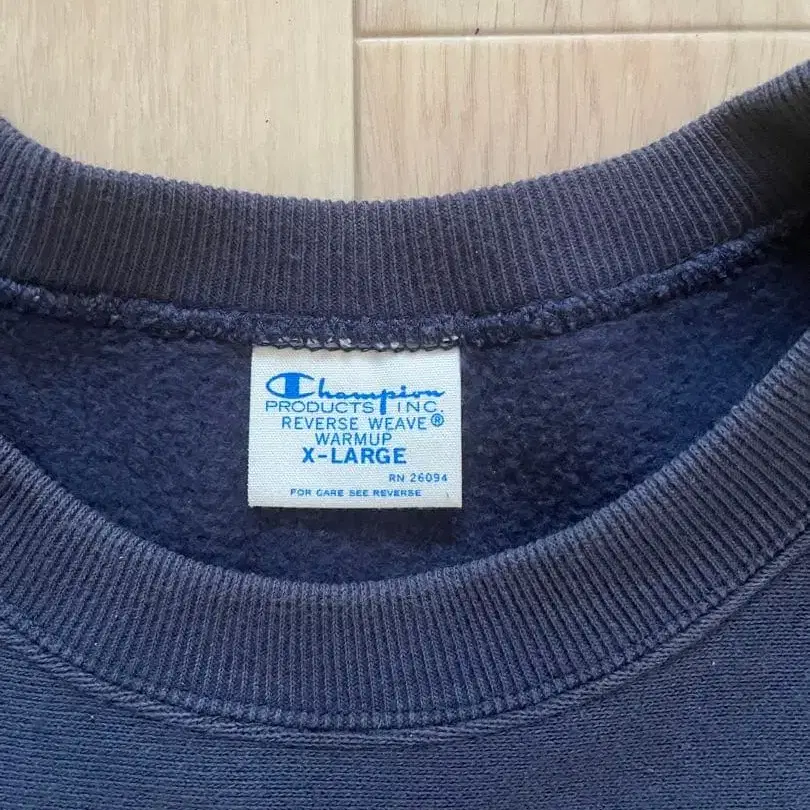 Champion
PRODUCTS INC.
REVERSE WEAVE®
WARMUP
X-LARGE
RN 26094
FOR CARE SEE REVERSE